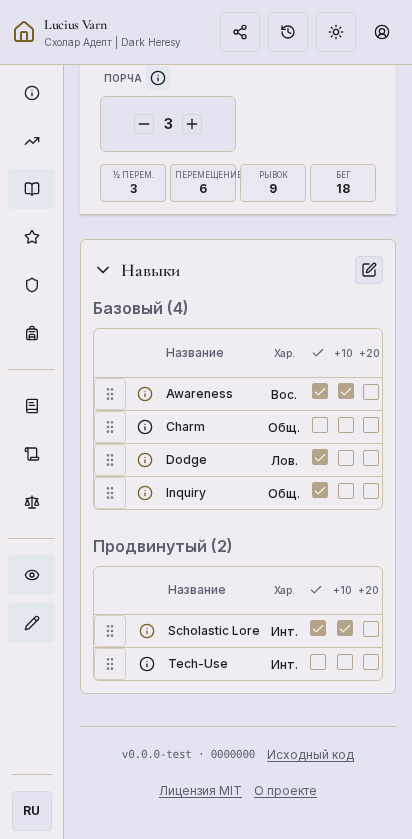 Lucius Varn
Схолар Адепт | Dark Heresy
ПОРЧА
3
½ ПЕРЕМ. ПЕРЕМЕЩЕНИЕ РЫВОК БЕГ
3 6 9 18
Навыки
Базовый (4)
Название Хар. +10 +20
Awareness Вос.
Charm Общ.
Dodge Лов.
Inquiry Общ.
Продвинутый (2)
Название Хар. +10 +20
Scholastic Lore Инт.
Tech-Use Инт.
v0.0.0-test · 0000000 Исходный код
Лицензия MIT О проекте
RU